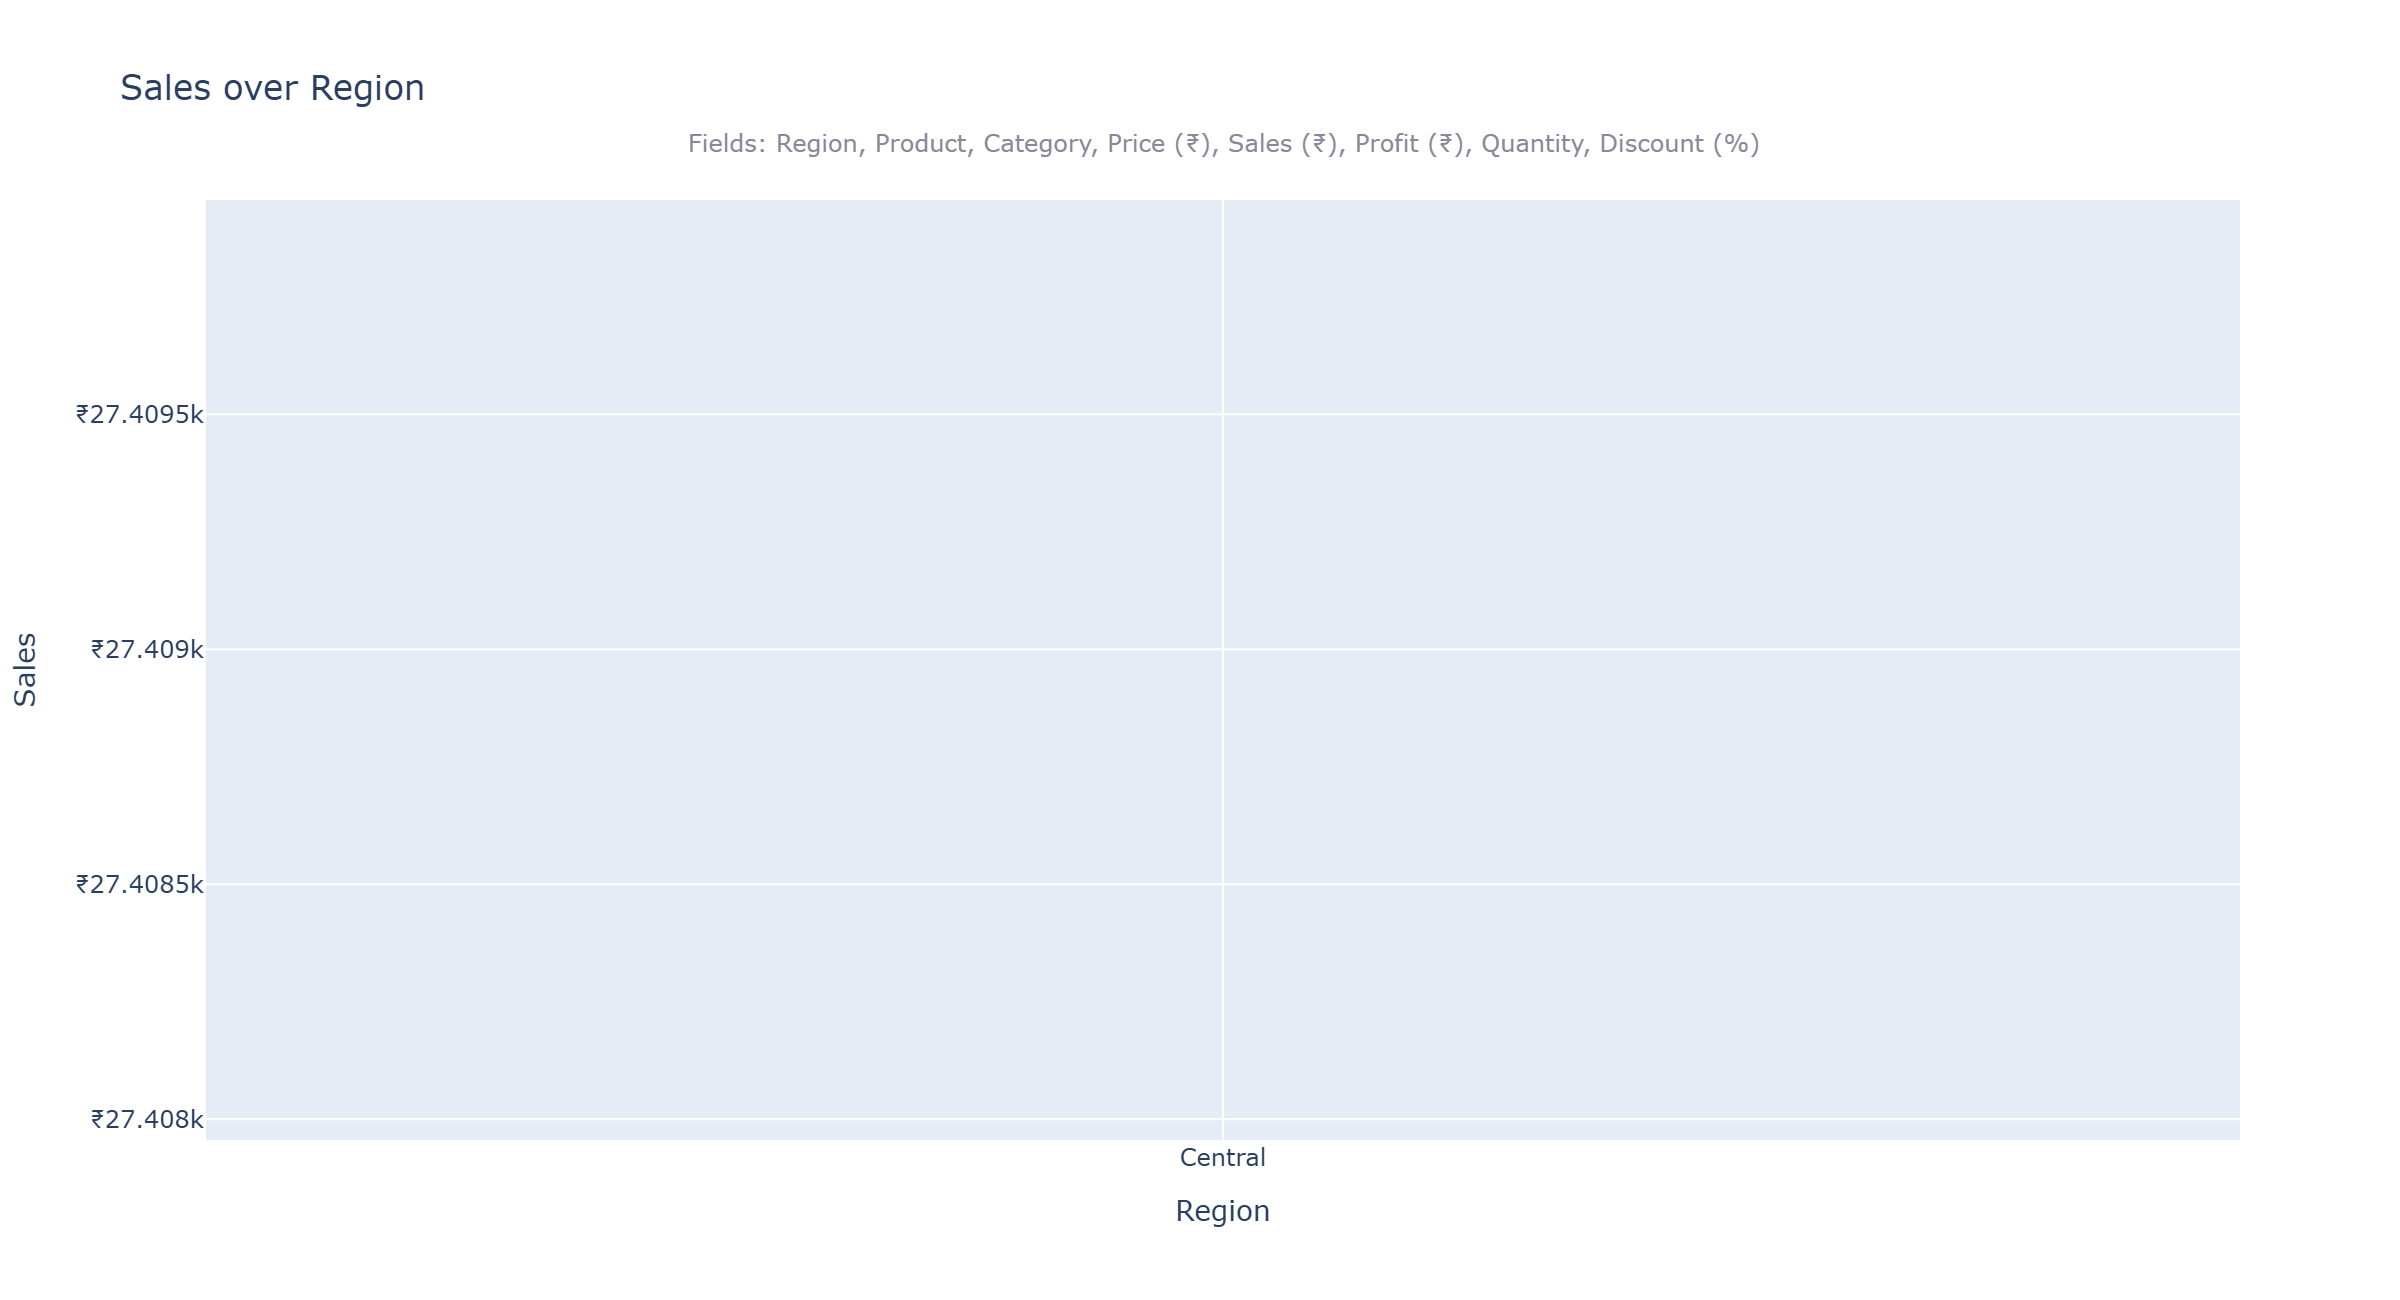 Sales over Region
Fields: Region, Product, Category, Price (₹), Sales (₹), Profit (₹), Quantity, Discount (%)
₹27.4095k
₹27.409k
₹27.4085k
₹27.408k
Sales
Central
Region